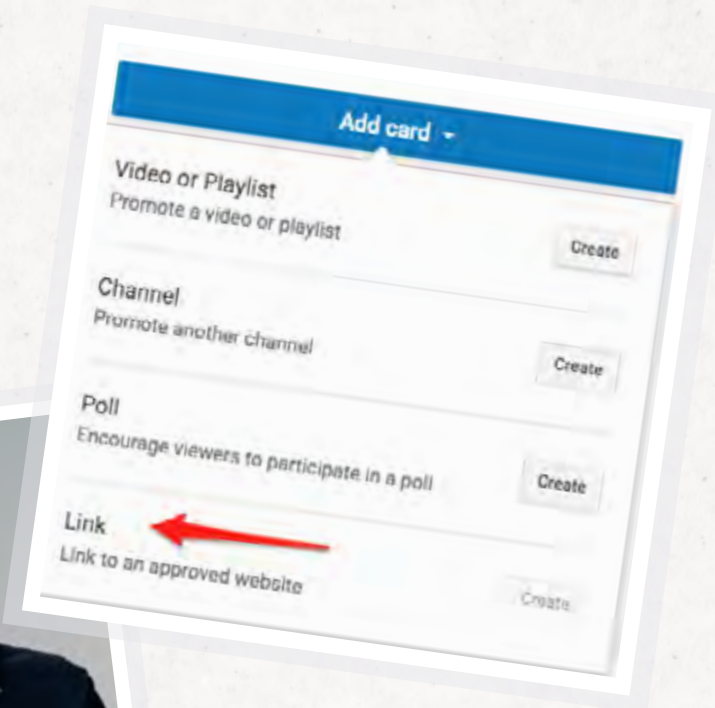 Add card
Video or Playlist
Promote a video or playlist
Create
Channel
Promote another channel
Create
Poll
Encourage viewers to participate in a poll
Create
Link
Link to an approved website
Create